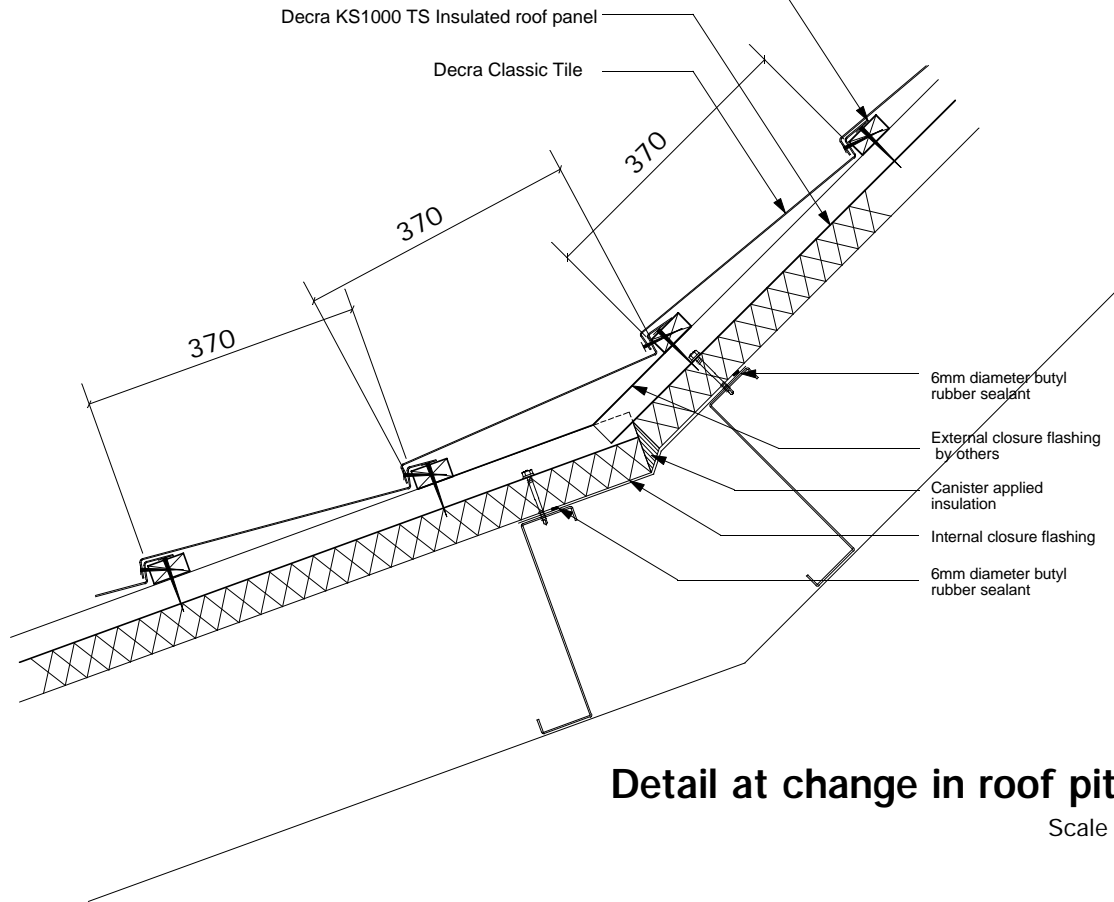 Decra KS1000 TS Insulated roof panel
Decra Classic Tile
370
370
370
6mm diameter butyl
rubber sealant
External closure flashing
by others
Canister applied
insulation
Internal closure flashing
6mm diameter butyl
rubber sealant
Detail at change in roof pit
Scale